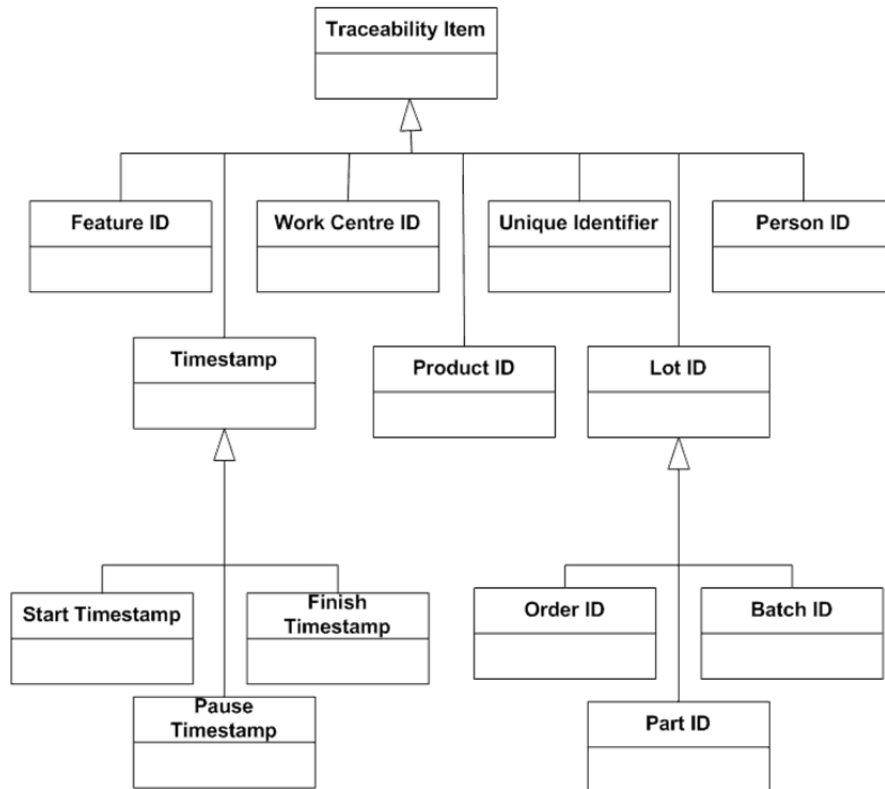 Traceability Item
Feature ID
Work Centre ID
Unique Identifier
Person ID
Timestamp
Product ID
Lot ID
Start Timestamp
Finish
Timestamp
Order ID
Batch ID
Pause
Timestamp
Part ID